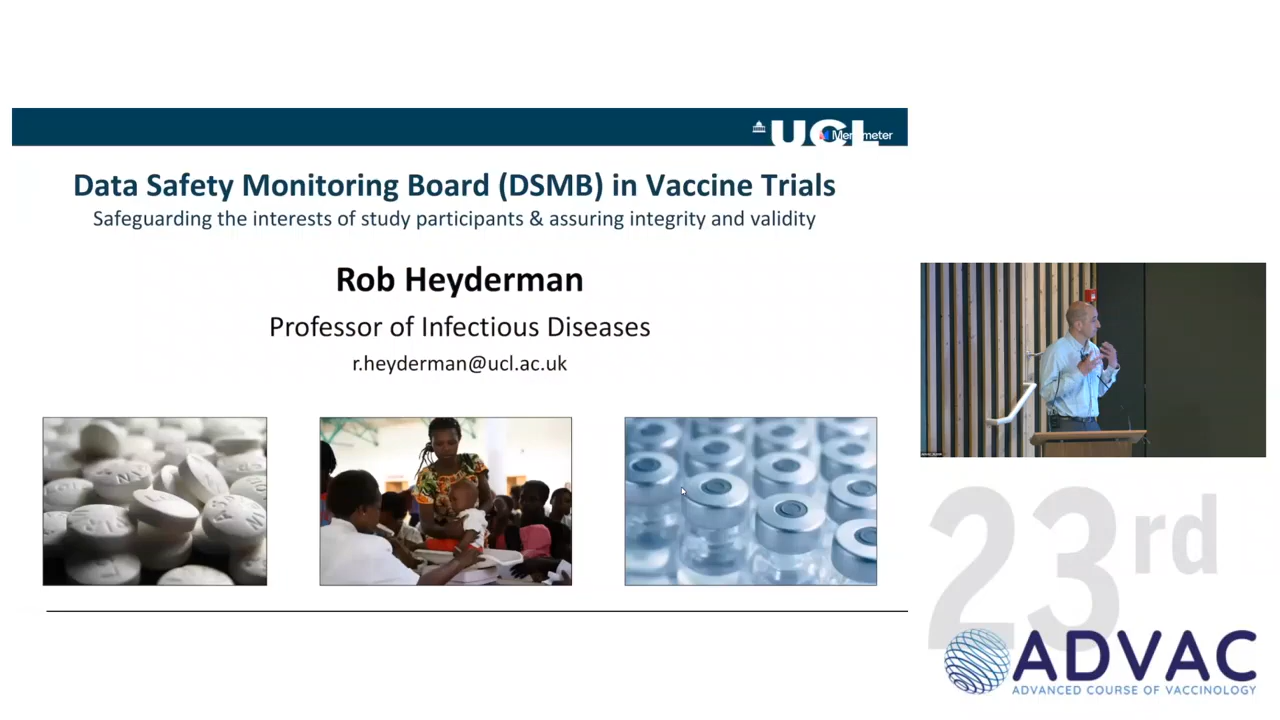 UCL
Mentimeter
Data Safety Monitoring Board (DSMB) in Vaccine Trials
Safeguarding the interests of study participants & assuring integrity and validity
Rob Heyderman
Professor of Infectious Diseases
r.heyderman@ucl.ac.uk
23rd
ADVAC
ADVANCED COURSE OF VACCINOLOGY